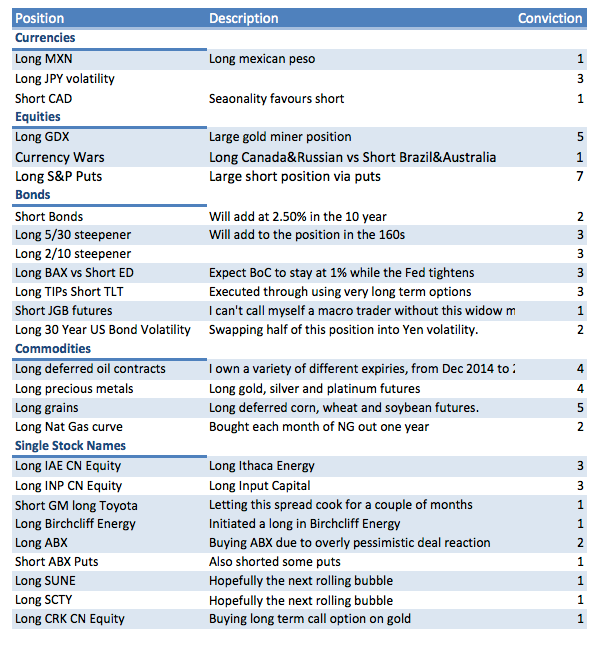 Position Description Conviction
Currencies
Long MXN Long mexican peso 1
Long JPY volatility 3
Short CAD Seaonality favours short 1
Equities
Long GDX Large gold miner position 5
Currency Wars Long Canada&Russian vs Short Brazil&Australia 1
Long S&P Puts Large short position via puts 7
Bonds
Short Bonds Will add at 2.50% in the 10 year 2
Long 5/30 steepener Will add to the position in the 160s 3
Long 2/10 steepener 3
Long BAX vs Short ED Expect BoC to stay at 1% while the Fed tightens 3
Long TIPs Short TLT Executed through using very long term options 3
Short JGB futures I can't call myself a macro trader without this widow m 1
Long 30 Year US Bond Volatility Swapping half of this position into Yen volatility. 2
Commodities
Long deferred oil contracts I own a variety of different expiries, from Dec 2014 to 4
Long precious metals Long gold, silver and platinum futures 4
Long grains Long deferred corn, wheat and soybean futures. 5
Long Nat Gas curve Bought each month of NG out one year 2
Single Stock Names
Long IAE CN Equity Long Ithaca Energy 3
Long INP CN Equity Long Input Capital 3
Short GM long Toyota Letting this spread cook for a couple of months 1
Long Birchcliff Energy Initiated a long in Birchcliff Energy 1
Long ABX Buying ABX due to overly pessimistic deal reaction 2
Short ABX Puts Also shorted some puts 1
Long SUNE Hopefully the next rolling bubble 1
Long SCTY Hopefully the next rolling bubble 1
Long CRK CN Equity Buying long term call option on gold 1